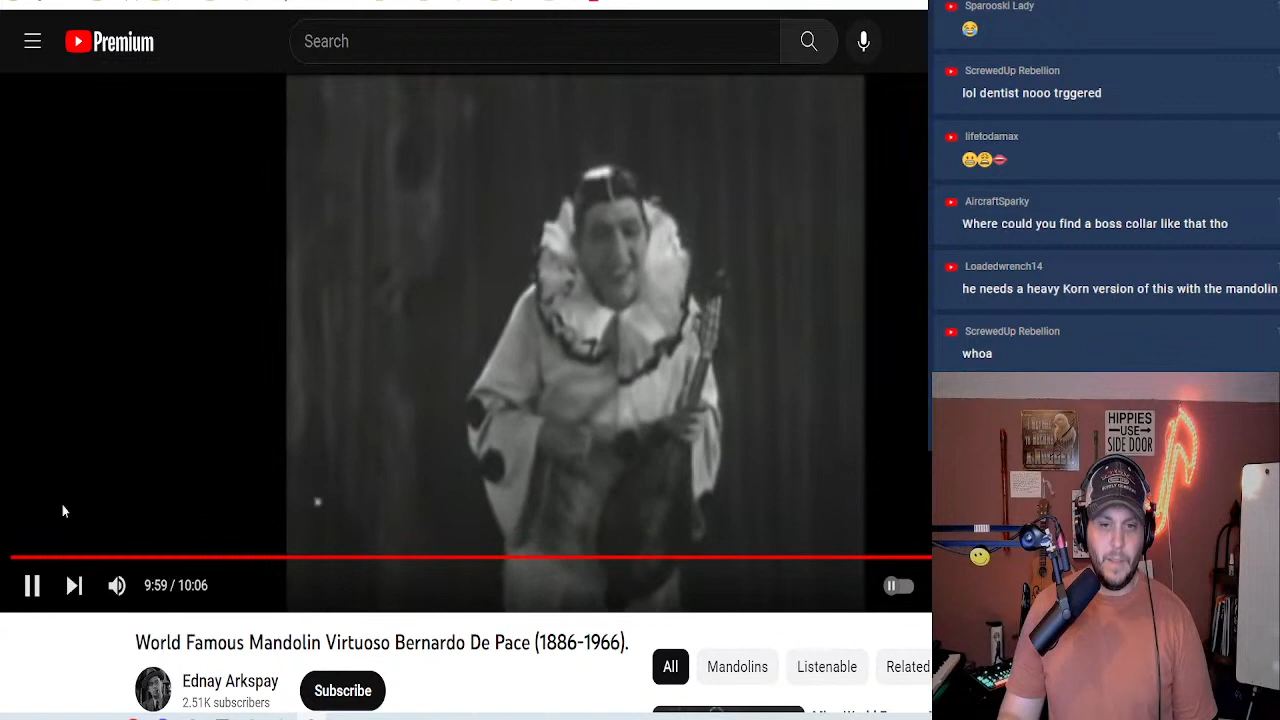 Premium
Search
9:59 / 10:06
World Famous Mandolin Virtuoso Bernardo De Pace (1886-1966).
Ednay Arkspay
2.51K subscribers
Subscribe
All
Mandolins
Listenable
Related
Sparooski Lady
ScrewedUp Rebellion
lol dentist nooo trggered
lifetodamax
AircraftSparky
Where could you find a boss collar like that tho
Loadedwrench14
he needs a heavy Korn version of this with the mandolin
ScrewedUp Rebellion
whoa
HIPPIES
USE
SIDE DOOR